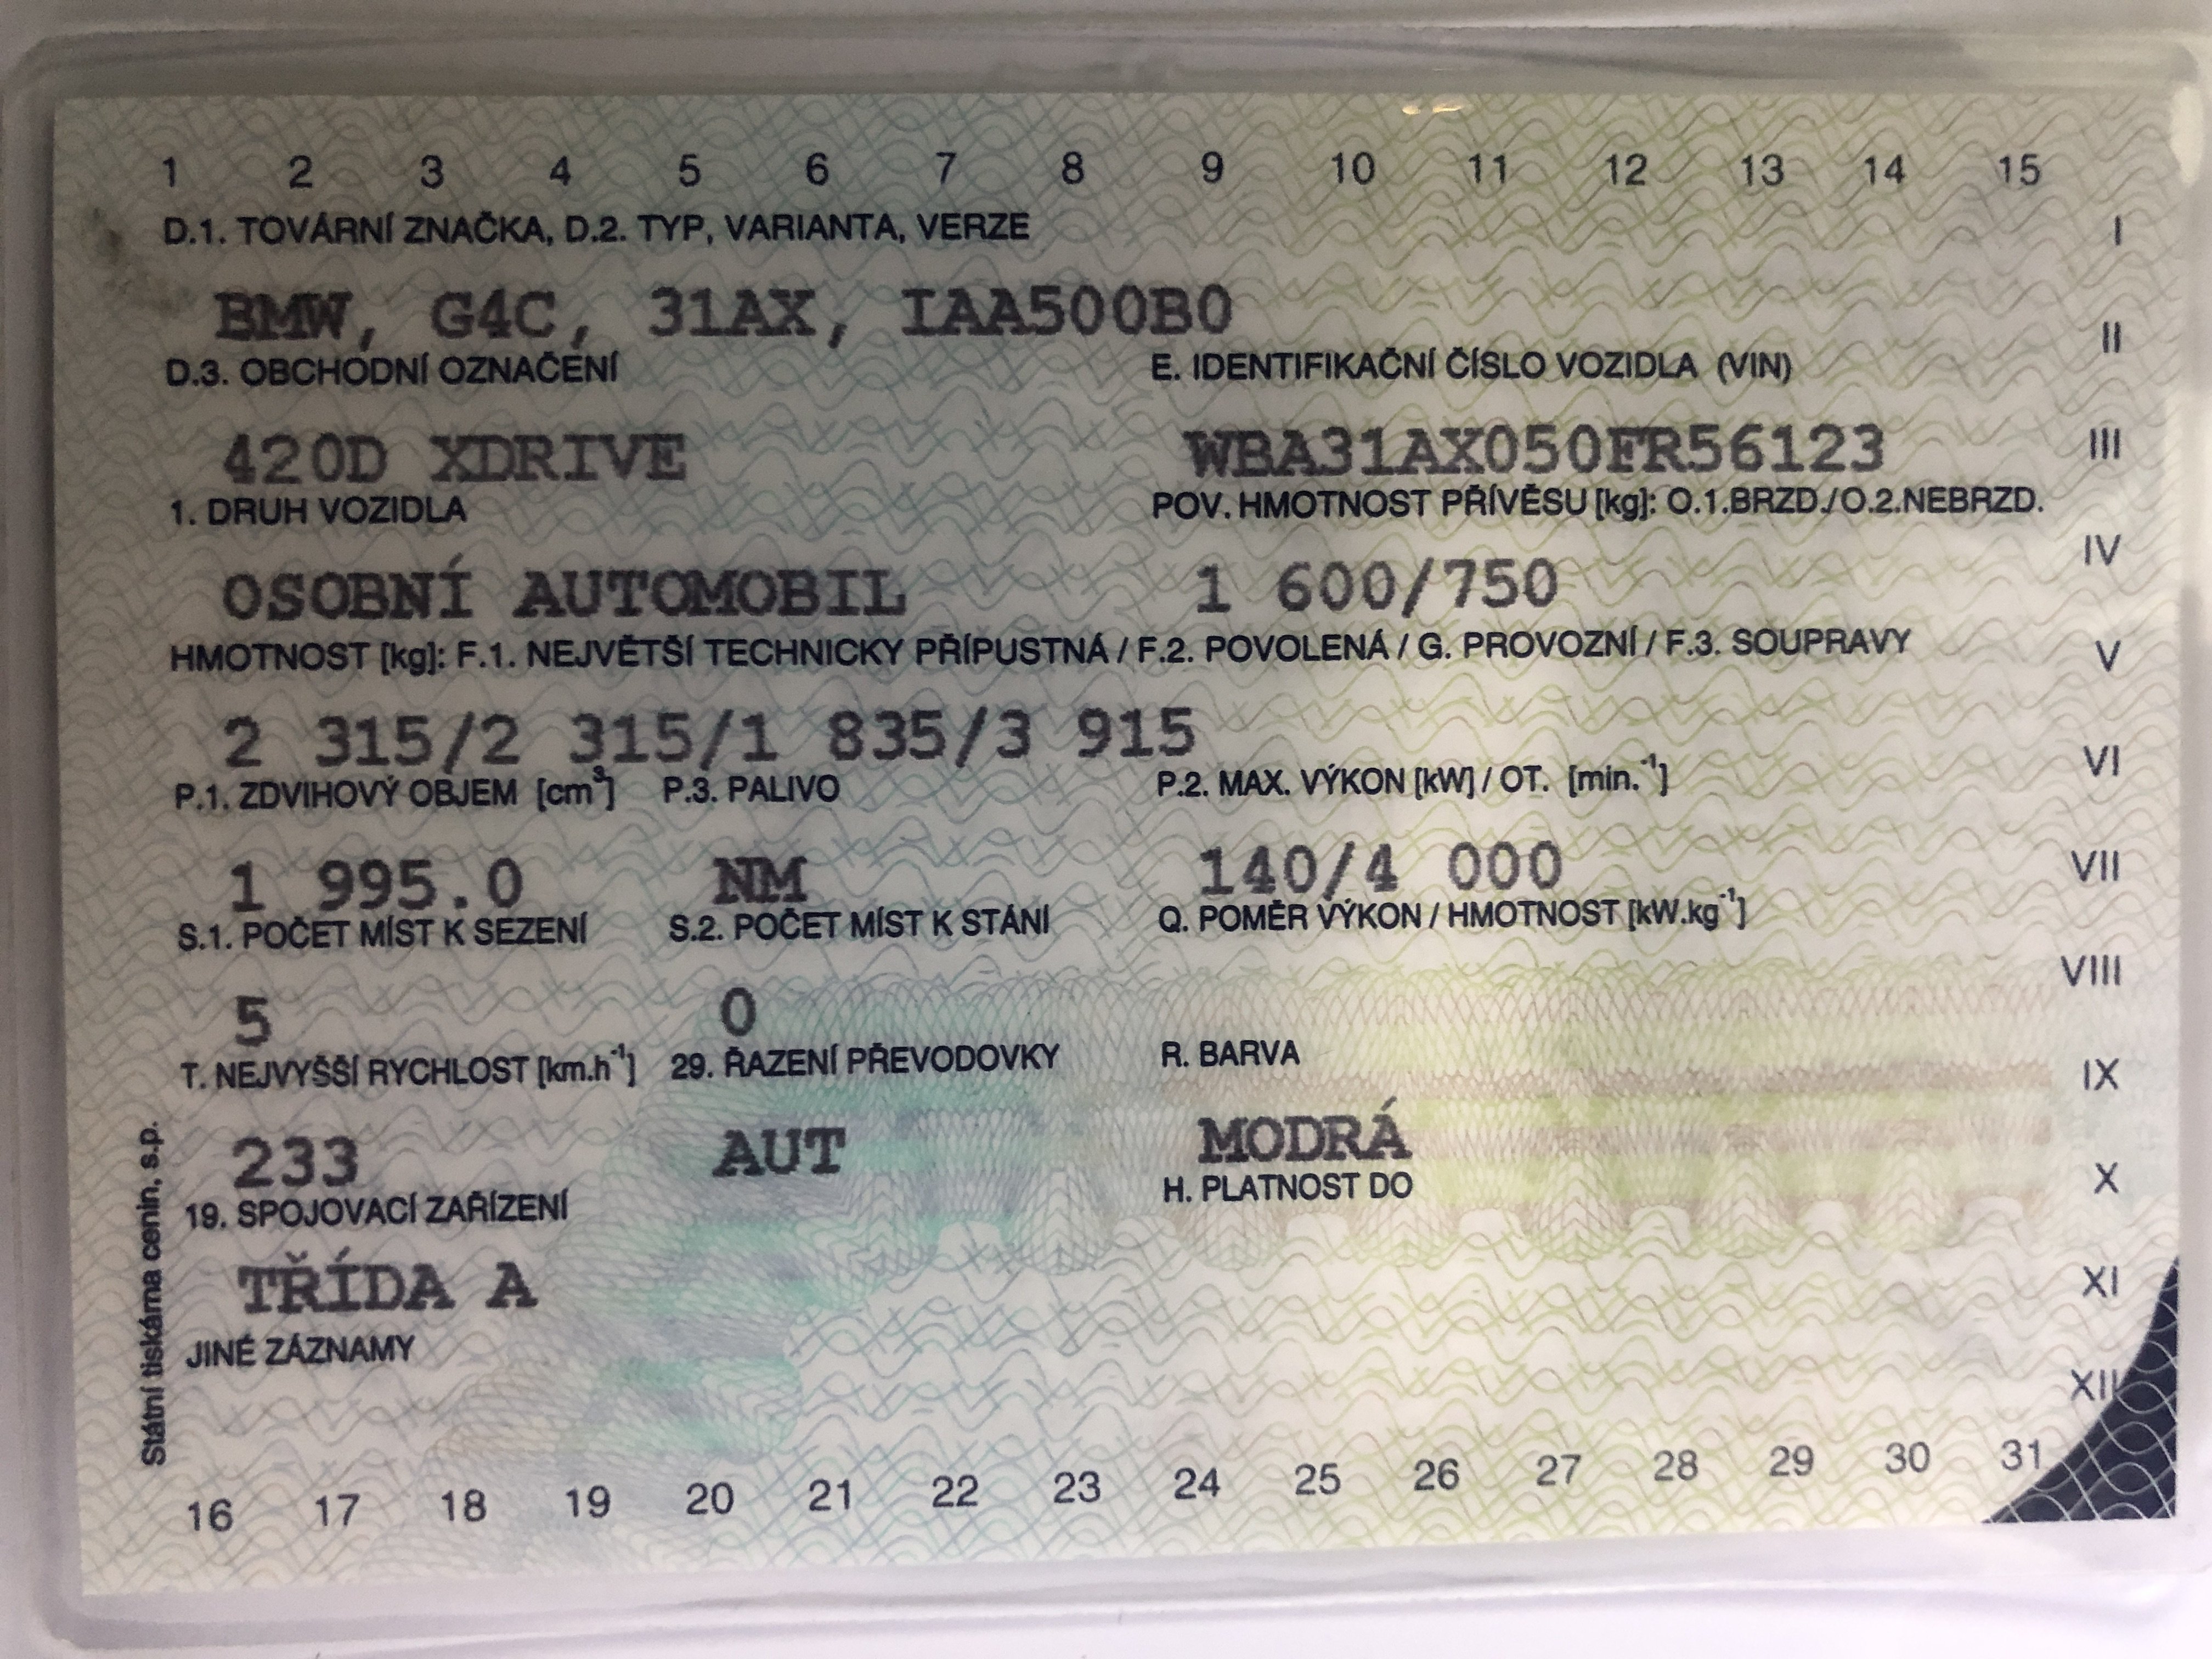 1 2 3 4 5 6 7 8 9 10 11 12 13 14 15
D.1. TOVÁRNÍ ZNAČKA, D.2. TYP, VARIANTA, VERZE
I
BMW, G4C, 31AX, IAA500B0
II
D.3. OBCHODNÍ OZNAČENÍ E. IDENTIFIKAČNÍ ČÍSLO VOZIDLA (VIN)
420D XDRIVE WBA31AX050FR56123
III
1. DRUH VOZIDLA POV. HMOTNOST PŘÍVĚSU [kg]: O.1.BRZD./O.2.NEBRZD.
IV
OSOBNÍ AUTOMOBIL 1 600/750
HMOTNOST [kg]: F.1. NEJVĚTŠÍ TECHNICKY PŘÍPUSTNÁ / F.2. POVOLENÁ / G. PROVOZNÍ / F.3. SOUPRAVY
V
2 315/2 315/1 835/3 915
VI
P.1. ZDVIHOVÝ OBJEM [cm³] P.3. PALIVO P.2. MAX. VÝKON [kW] / OT. [min.⁻¹]
1 995.0 NM 140/4 000
VII
S.1. POČET MÍST K SEZENÍ S.2. POČET MÍST K STÁNÍ Q. POMĚR VÝKON / HMOTNOST [kW.kg⁻¹]
VIII
5 0
T. NEJVYŠŠÍ RYCHLOST [km.h⁻¹] 29. ŘAZENÍ PŘEVODOVKY R. BARVA
IX
233 AUT MODRÁ
X
19. SPOJOVACÍ ZAŘÍZENÍ H. PLATNOST DO
TŘÍDA A
XI
JINÉ ZÁZNAMY
XII
Státní tiskárna cenin, s.p.
16 17 18 19 20 21 22 23 24 25 26 27 28 29 30 31